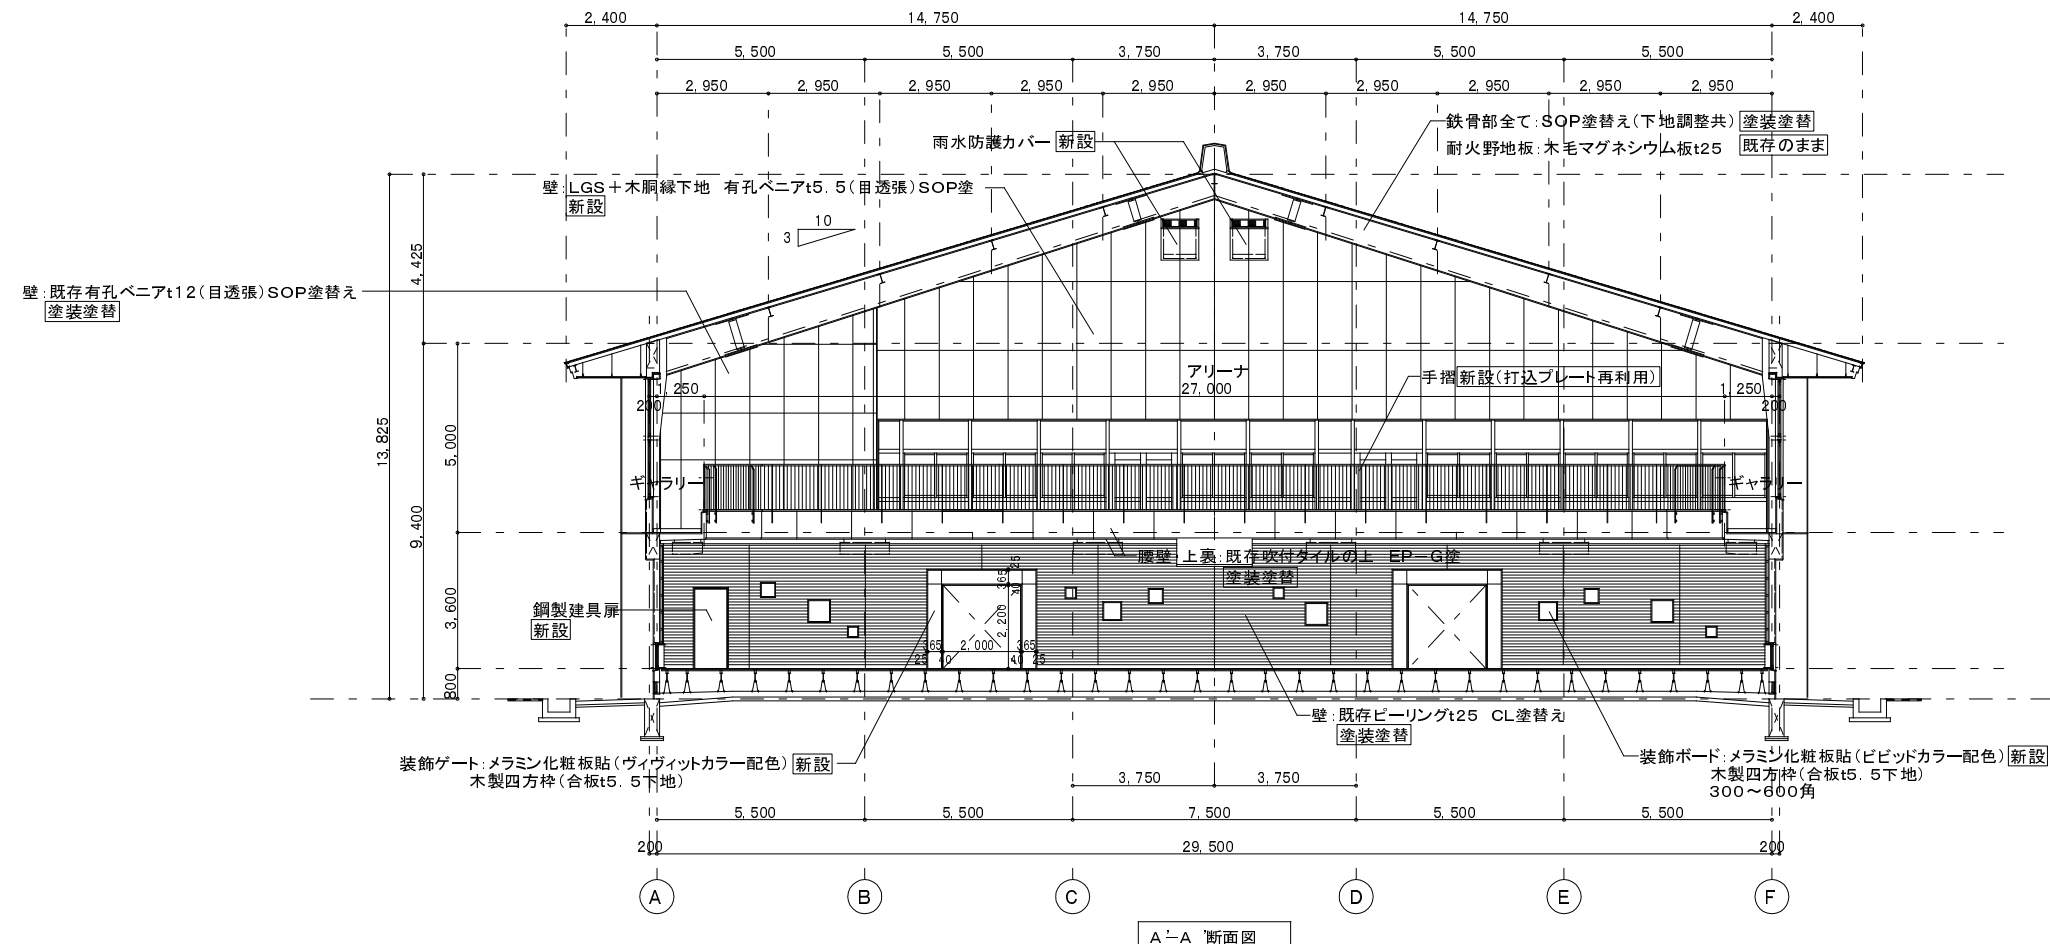 2,400 14,750 14,750 2,400
5,500 5,500 3,750 3,750 5,500 5,500
2,950 2,950 2,950 2,950 2,950 2,950 2,950 2,950 2,950 2,950
鉄骨部全て:SOP塗替え(下地調整共) 塗装塗替
耐火野地板:木毛マグネシウム板t25 既存のまま
雨水防護カバー 新設
壁:LGS+木胴縁下地 有孔ベニアt5.5(目透張)SOP塗
新設
10
3
4,425
壁:既存有孔ベニアt12(目透張)SOP塗替え
塗装塗替
アリーナ
手摺新設(打込プレート再利用)
1,250 27,000 1,250
200 200
13,825
5,000
9,400
ギャラリー ギャラリー
腰壁・上裏:既存吹付タイルの上 EP-G塗
塗装塗替
365 25
40
鋼製建具扉
新設
3,600
2,200
365 2,000 365
25 40 40 25
800
壁:既存ピーリングt25 CL塗替え
塗装塗替
装飾ゲート:メラミン化粧板貼(ヴィヴィットカラー配色) 新設
木製四方枠(合板t5.5下地)
装飾ボード:メラミン化粧板貼(ビビッドカラー配色) 新設
木製四方枠(合板t5.5下地)
300~600角
3,750 3,750
5,500 5,500 7,500 5,500 5,500
200 29,500 200
A B C D E F
A'-A'断面図